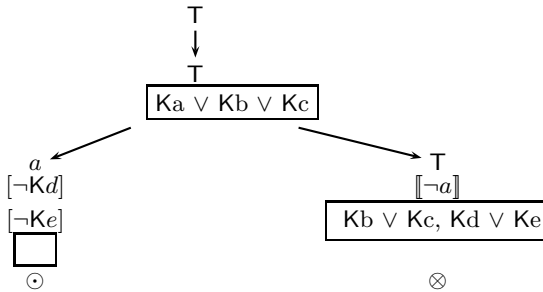 T
T
Ka ∨ Kb ∨ Kc
a
[¬Kd]
[¬Ke]
⊙
T
⟦¬a⟧
Kb ∨ Kc, Kd ∨ Ke
⊗